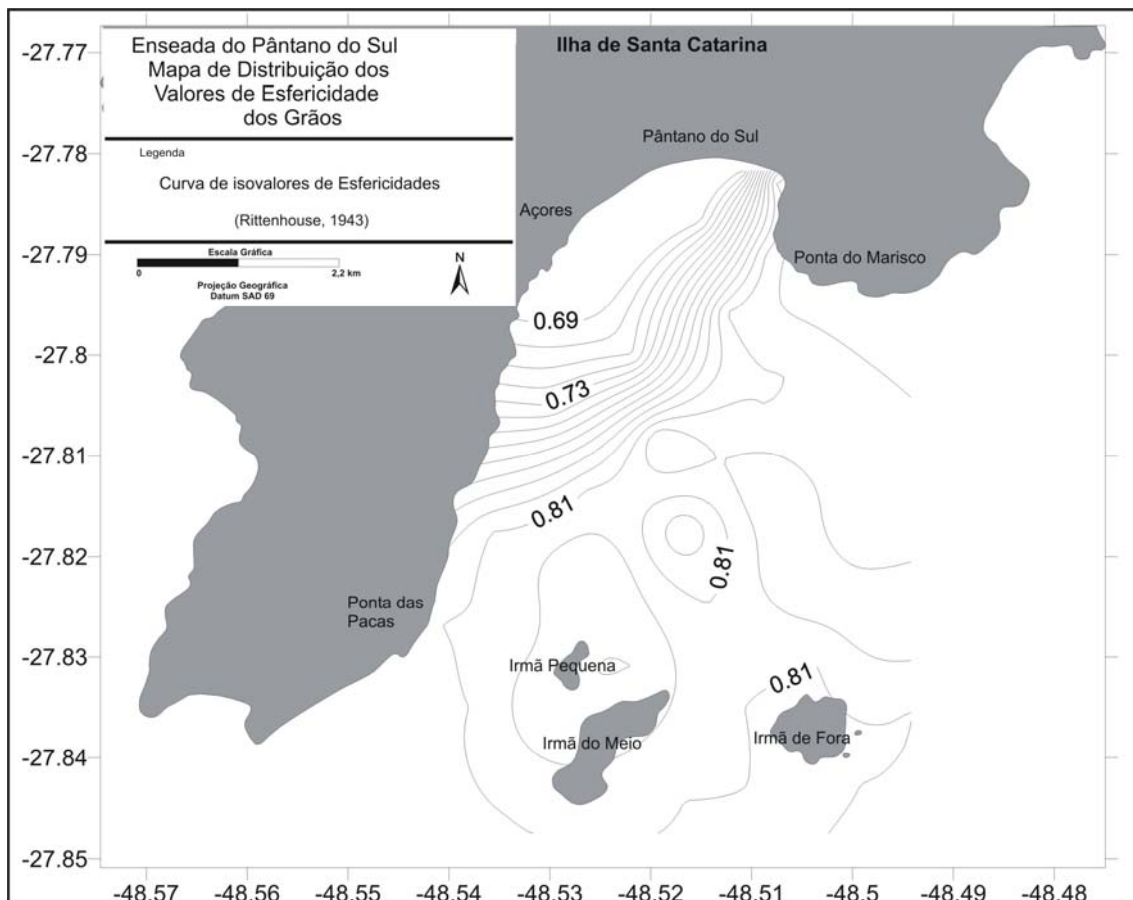 Enseada do Pântano do Sul
Mapa de Distribuição dos
Valores de Esfericidade
dos Grãos
Legenda
Curva de isovalores de Esfericidades
(Rittenhouse, 1943)
Escala Gráfica
0 2,2 km
Projeção Geográfica
Datum SAD 69
N
Ilha de Santa Catarina
Pântano do Sul
Açores
Ponta do Marisco
0.69
0.73
0.81
0.81
Ponta das
Pacas
Irmã Pequena
0.81
Irmã do Meio
Irmã de Fora
-27.77
-27.78
-27.79
-27.8
-27.81
-27.82
-27.83
-27.84
-27.85
-48.57 -48.56 -48.55 -48.54 -48.53 -48.52 -48.51 -48.5 -48.49 -48.48